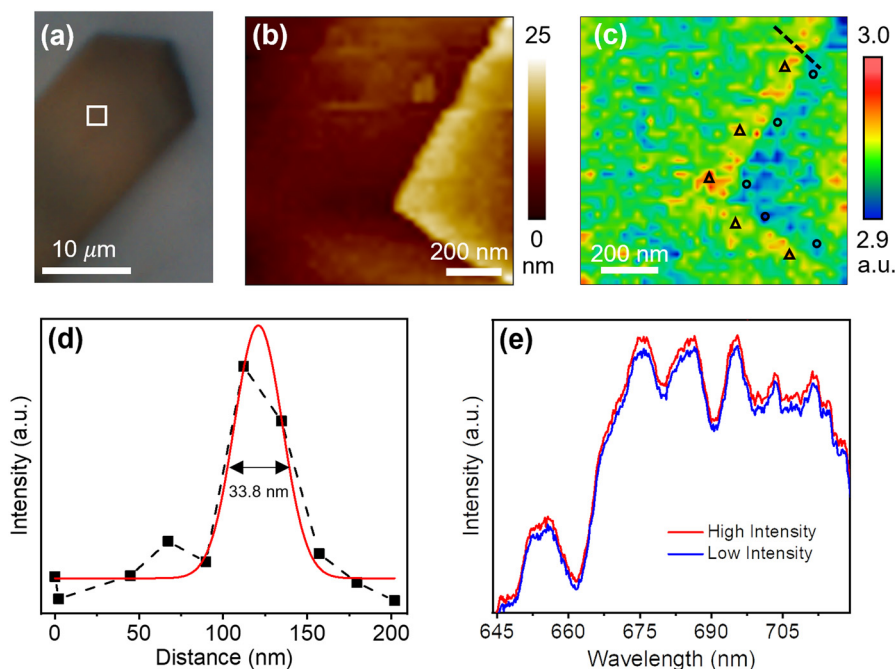 (a)
10 μm
(b)
200 nm
25
0
nm
(c)
200 nm
3.0
2.9
a.u.
(d)
33.8 nm
Intensity (a.u.)
0 50 100 150 200
Distance (nm)
(e)
High Intensity
Low Intensity
Intensity (a.u.)
645 660 675 690 705
Wavelength (nm)